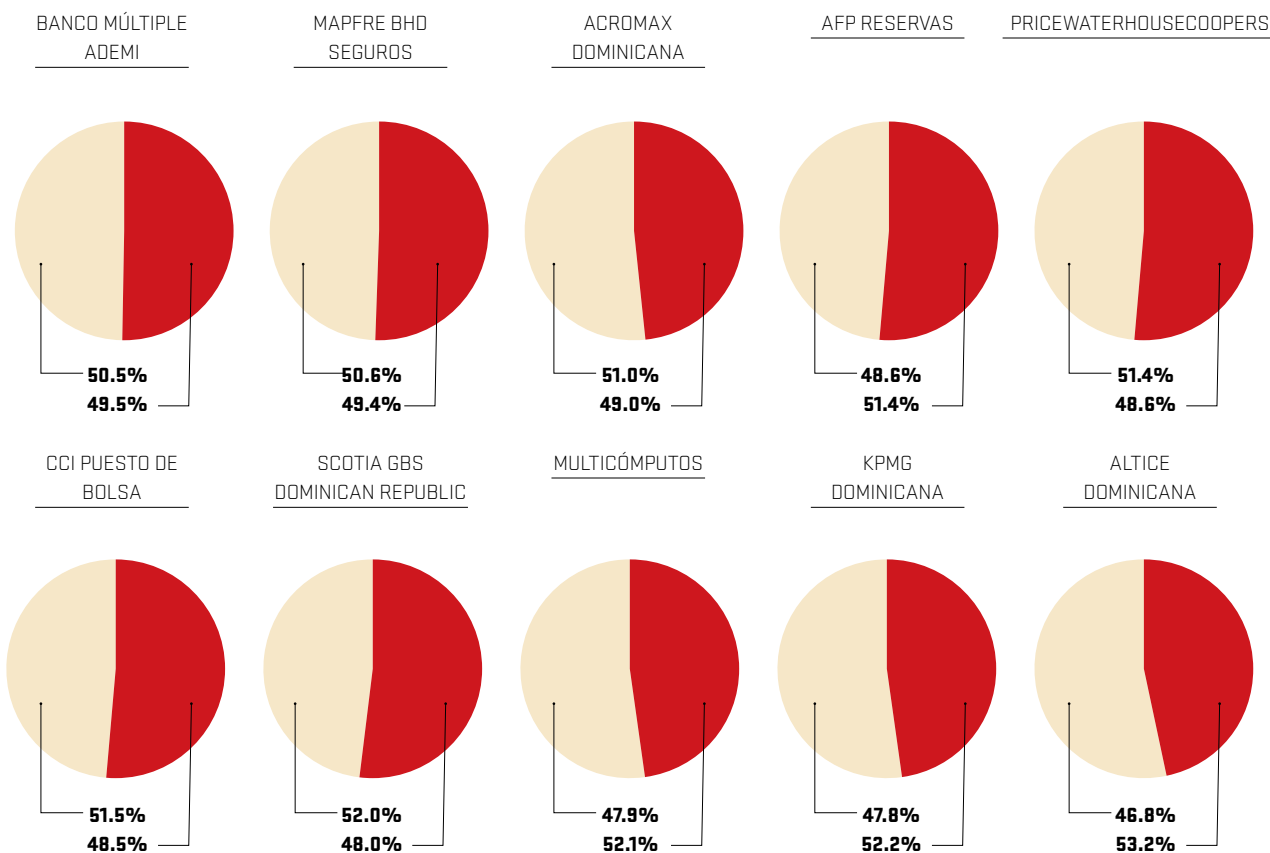 BANCO MÚLTIPLE
ADEMI
MAPFRE BHD
SEGUROS
ACROMAX
DOMINICANA
AFP RESERVAS
PRICEWATERHOUSECOOPERS
50.5%
49.5%
50.6%
49.4%
51.0%
49.0%
48.6%
51.4%
51.4%
48.6%
CCI PUESTO DE
BOLSA
SCOTIA GBS
DOMINICAN REPUBLIC
MULTICÓMPUTOS
KPMG
DOMINICANA
ALTICE
DOMINICANA
51.5%
48.5%
52.0%
48.0%
47.9%
52.1%
47.8%
52.2%
46.8%
53.2%